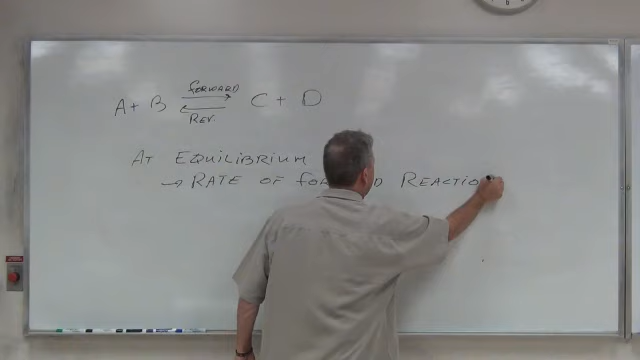 FORWARD
A + B ⇌ C + D
REV.
AT EQUILIBRIUM
→ RATE OF FOR D REACTIO